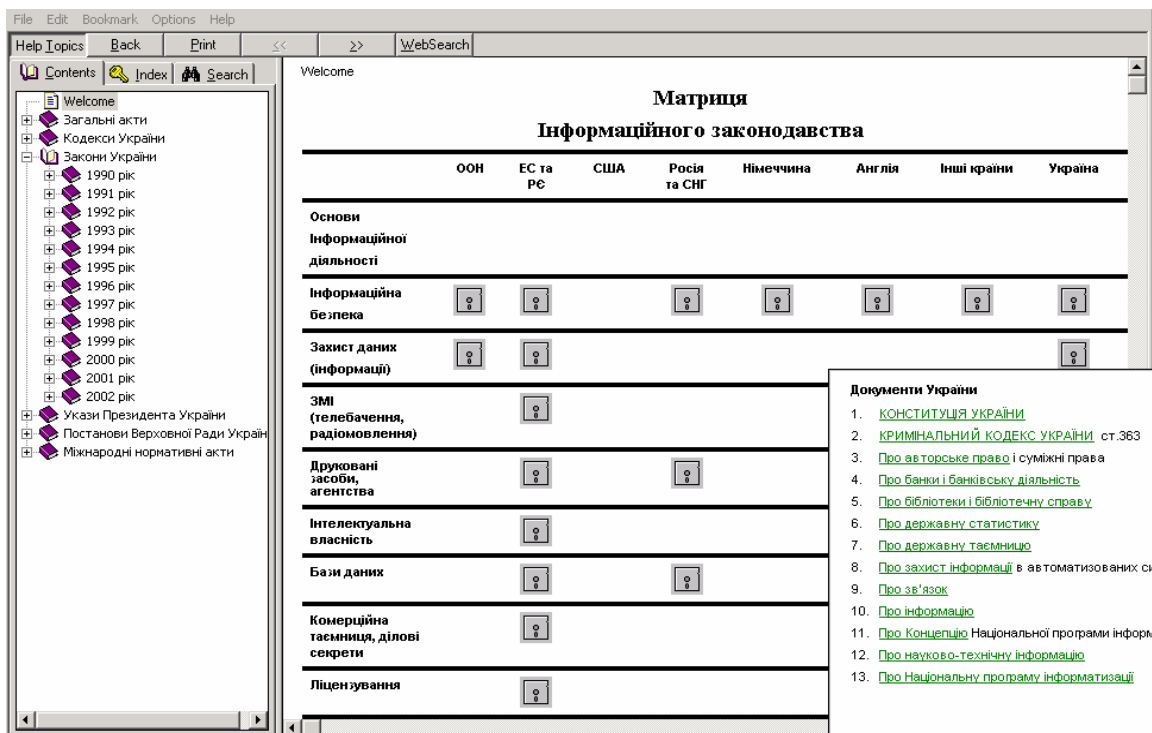 File Edit Bookmark Options Help
Help Topics Back Print << >> WebSearch
Contents Index Search
Welcome
Загальні акти
Кодекси України
Закони України
1990 рік
1991 рік
1992 рік
1993 рік
1994 рік
1995 рік
1996 рік
1997 рік
1998 рік
1999 рік
2000 рік
2001 рік
2002 рік
Укази Президента України
Постанови Верховної Ради Україн
Міжнародні нормативні акти
Welcome
Матриця
Інформаційного законодавства
ООН ЕС та РЄ США Росія та СНГ Німеччина Англія Інші країни Україна
Основи
Інформаційної
діяльності
Інформаційна
безпека
Захист даних
(інформації)
ЗМІ
(телебачення,
радіомовлення)
Друковані
засоби,
агентства
Інтелектуальна
власність
Бази даних
Комерційна
таємниця, ділові
секрети
Ліцензування
Документи України
1. КОНСТИТУЦІЯ УКРАЇНИ
2. КРИМІНАЛЬНИЙ КОДЕКС УКРАЇНИ ст.363
3. Про авторське право і суміжні права
4. Про банки і банківську діяльність
5. Про бібліотеки і бібліотечну справу
6. Про державну статистику
7. Про державну таємницю
8. Про захист інформації в автоматизованих си
9. Про зв'язок
10. Про інформацію
11. Про Концепцію Національної програми інформ
12. Про науково-технічну інформацію
13. Про Національну програму інформатизації